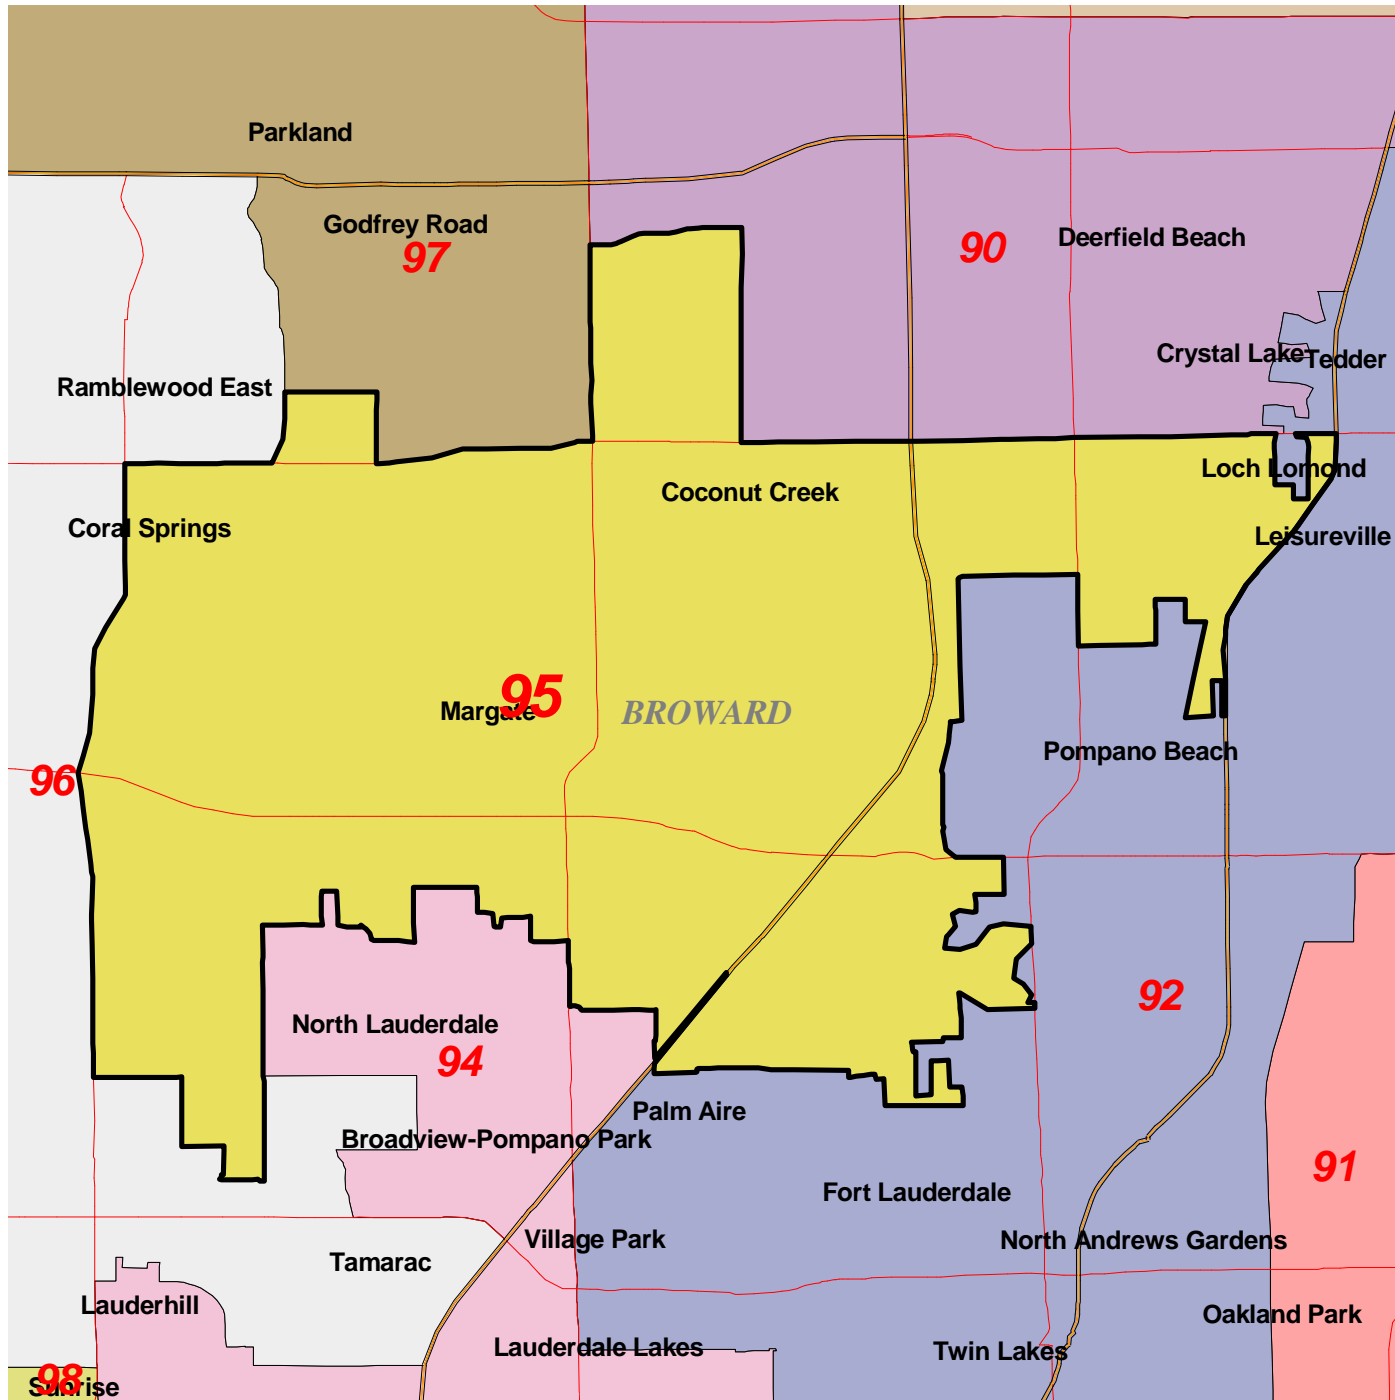 Parkland
Godfrey Road
97
90
Deerfield Beach
Crystal Lake
Tedder
Ramblewood East
Loch Lomond
Coconut Creek
Coral Springs
Leisureville
95
Margate
BROWARD
Pompano Beach
96
92
North Lauderdale
94
Palm Aire
Broadview-Pompano Park
91
Fort Lauderdale
Village Park
North Andrews Gardens
Tamarac
Lauderhill
Oakland Park
Lauderdale Lakes
Twin Lakes
98
Sunrise